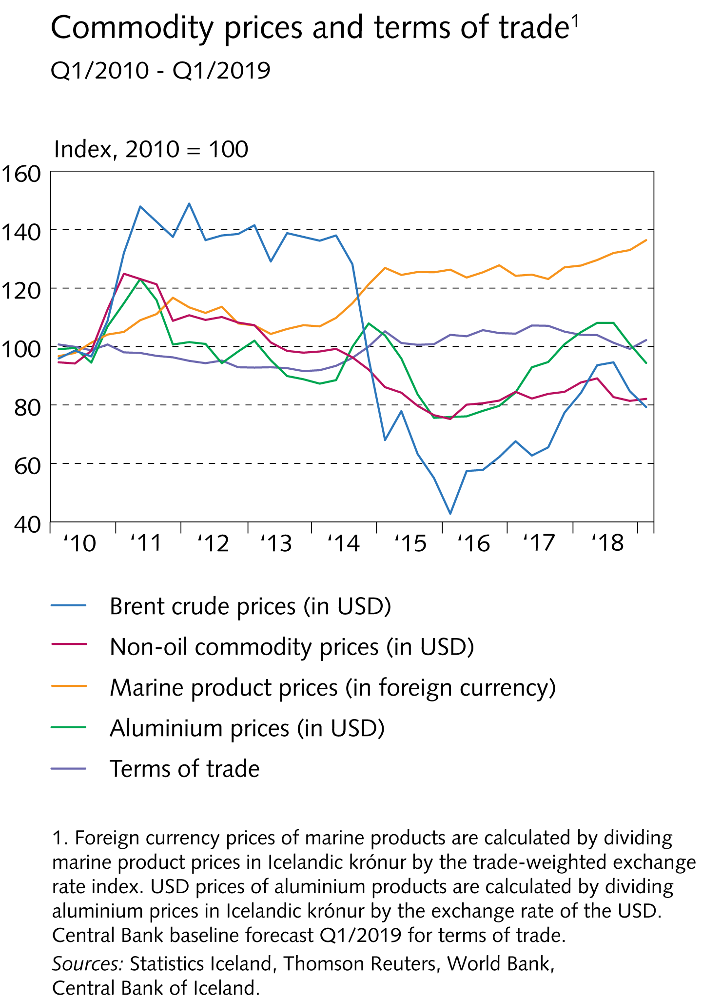 Commodity prices and terms of trade¹
Q1/2010 - Q1/2019
Index, 2010 = 100
160
140
120
100
80
60
40
‘10 ‘11 ‘12 ‘13 ‘14 ‘15 ‘16 ‘17 ‘18
Brent crude prices (in USD)
Non-oil commodity prices (in USD)
Marine product prices (in foreign currency)
Aluminium prices (in USD)
Terms of trade
1. Foreign currency prices of marine products are calculated by dividing
marine product prices in Icelandic krónur by the trade-weighted exchange
rate index. USD prices of aluminium products are calculated by dividing
aluminium prices in Icelandic krónur by the exchange rate of the USD.
Central Bank baseline forecast Q1/2019 for terms of trade.
Sources: Statistics Iceland, Thomson Reuters, World Bank,
Central Bank of Iceland.